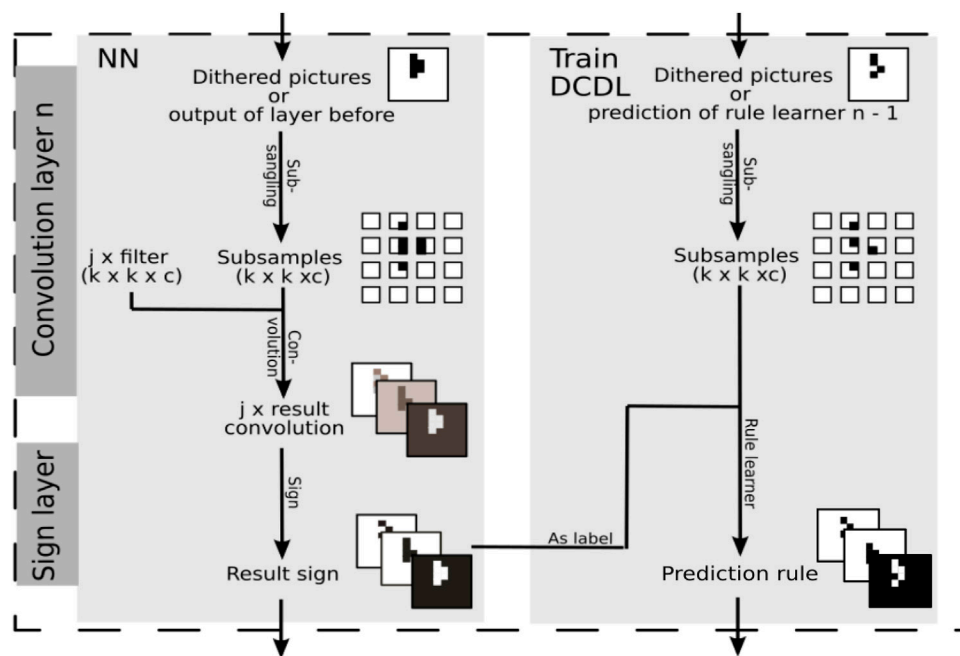 Convolution layer n
Sign layer
NN
Dithered pictures
or
output of layer before
Sub-
sangling
j x filter
(k x k x c)
Subsamples
(k x k xc)
Con-
volution
j x result
convolution
Sign
Result sign
As label
Train
DCDL
Dithered pictures
or
prediction of rule learner n - 1
Sub-
sangling
Subsamples
(k x k xc)
Rule learner
Prediction rule